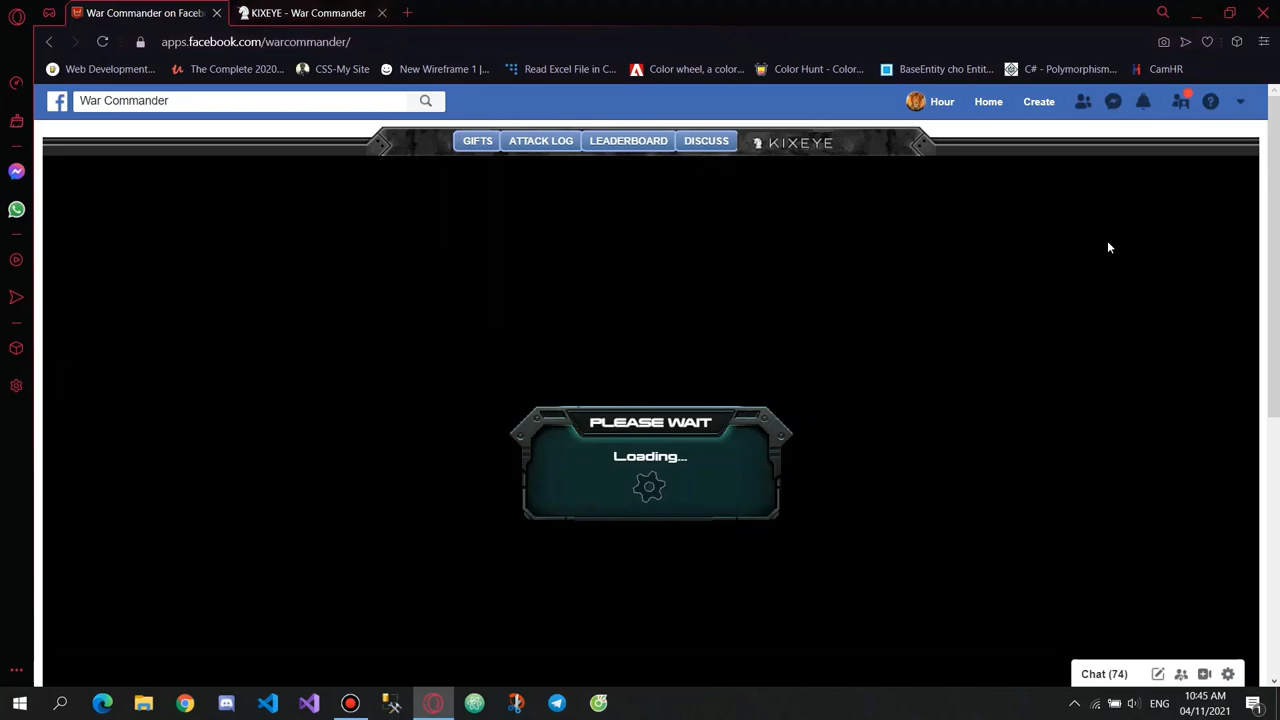 War Commander on Faceb
KIXEYE - War Commander
apps.facebook.com/warcommander/
Web Development...
The Complete 2020...
CSS-My Site
New Wireframe 1 |...
Read Excel File in C...
Color wheel, a color...
Color Hunt - Color...
BaseEntity cho Entit...
C# - Polymorphism...
CamHR
War Commander
Hour
Home
Create
GIFTS
ATTACK LOG
LEADERBOARD
DISCUSS
KIXEYE
PLEASE WAIT
Loading...
Chat (74)
ENG
10:45 AM
04/11/2021
1